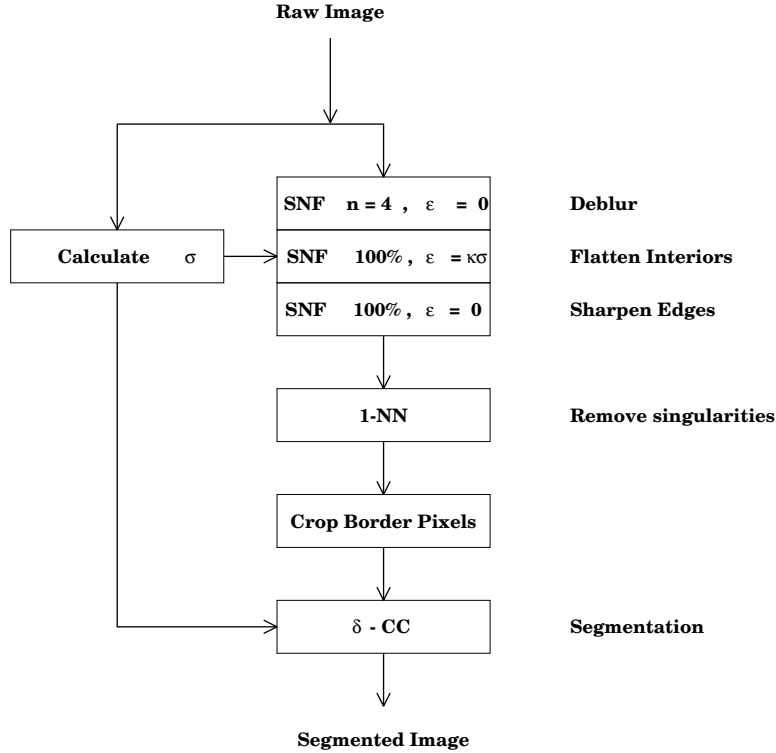 Raw Image
SNF n = 4 , ε = 0 Deblur
Calculate σ
SNF 100% , ε = κσ Flatten Interiors
SNF 100% , ε = 0 Sharpen Edges
1-NN Remove singularities
Crop Border Pixels
δ - CC Segmentation
Segmented Image